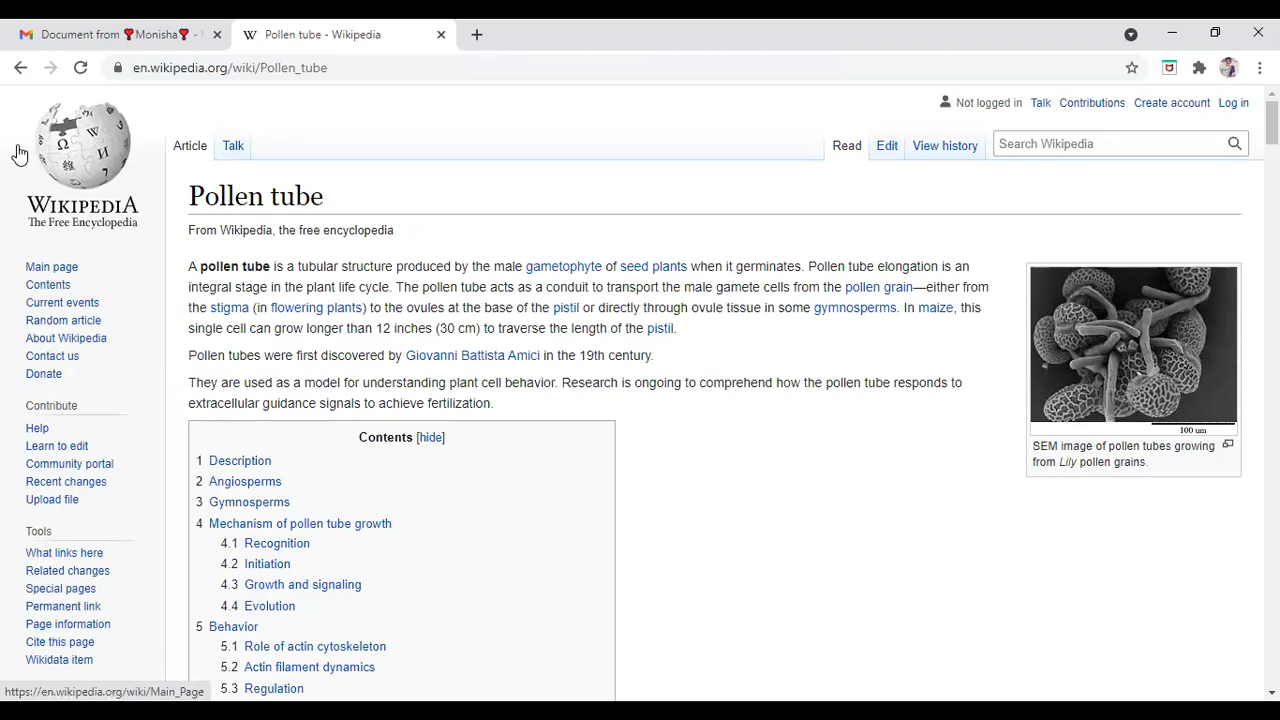 Document from ❣Monisha❣ -
Pollen tube - Wikipedia
en.wikipedia.org/wiki/Pollen_tube
Not logged in Talk Contributions Create account Log in
Article Talk Read Edit View history Search Wikipedia
WIKIPEDIA
The Free Encyclopedia
Main page
Contents
Current events
Random article
About Wikipedia
Contact us
Donate
Contribute
Help
Learn to edit
Community portal
Recent changes
Upload file
Tools
What links here
Related changes
Special pages
Permanent link
Page information
Cite this page
Wikidata item
Pollen tube
From Wikipedia, the free encyclopedia
A pollen tube is a tubular structure produced by the male gametophyte of seed plants when it germinates. Pollen tube elongation is an
integral stage in the plant life cycle. The pollen tube acts as a conduit to transport the male gamete cells from the pollen grain—either from
the stigma (in flowering plants) to the ovules at the base of the pistil or directly through ovule tissue in some gymnosperms. In maize, this
single cell can grow longer than 12 inches (30 cm) to traverse the length of the pistil.
Pollen tubes were first discovered by Giovanni Battista Amici in the 19th century.
They are used as a model for understanding plant cell behavior. Research is ongoing to comprehend how the pollen tube responds to
extracellular guidance signals to achieve fertilization.
Contents [hide]
1 Description
2 Angiosperms
3 Gymnosperms
4 Mechanism of pollen tube growth
4.1 Recognition
4.2 Initiation
4.3 Growth and signaling
4.4 Evolution
5 Behavior
5.1 Role of actin cytoskeleton
5.2 Actin filament dynamics
5.3 Regulation
100 um
SEM image of pollen tubes growing
from Lily pollen grains.
https://en.wikipedia.org/wiki/Main_Page